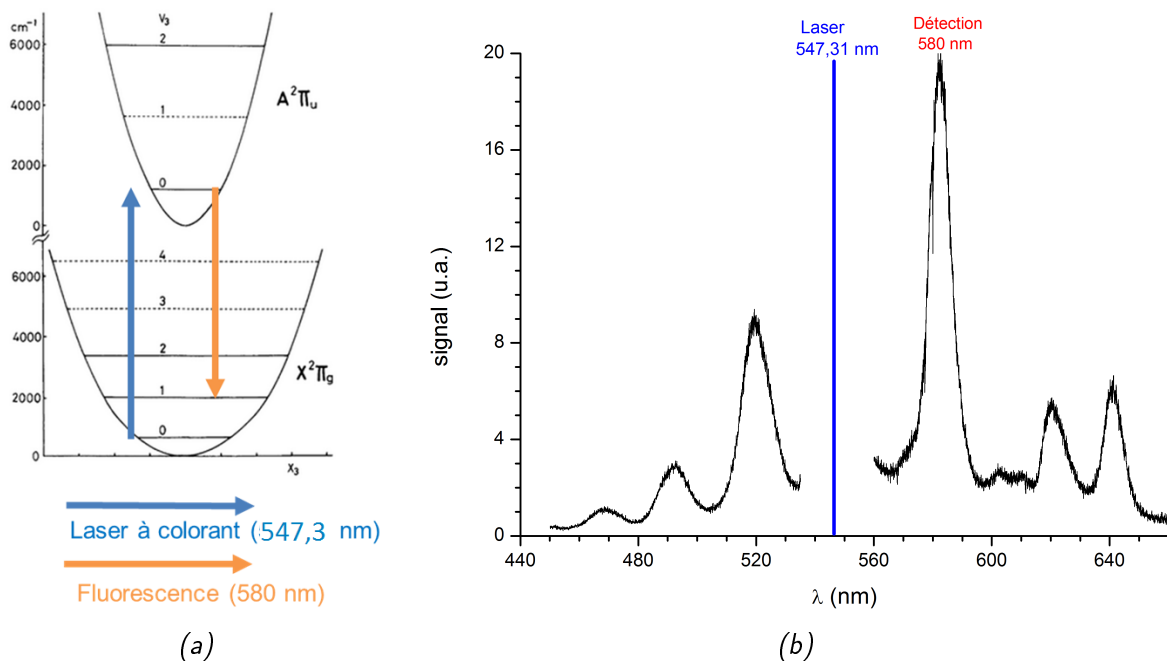 cm⁻¹
V₃
6000
2
A²Π_u
4000
1
2000
0
0
4
6000
3
4000
2
X²Π_g
1
2000
0
0
X₃
Laser à colorant (547,3 nm)
Fluorescence (580 nm)
(a)
Laser
547,31 nm
Détection
580 nm
20
16
12
8
4
0
signal (u.a.)
440
480
520
560
600
640
λ (nm)
(b)